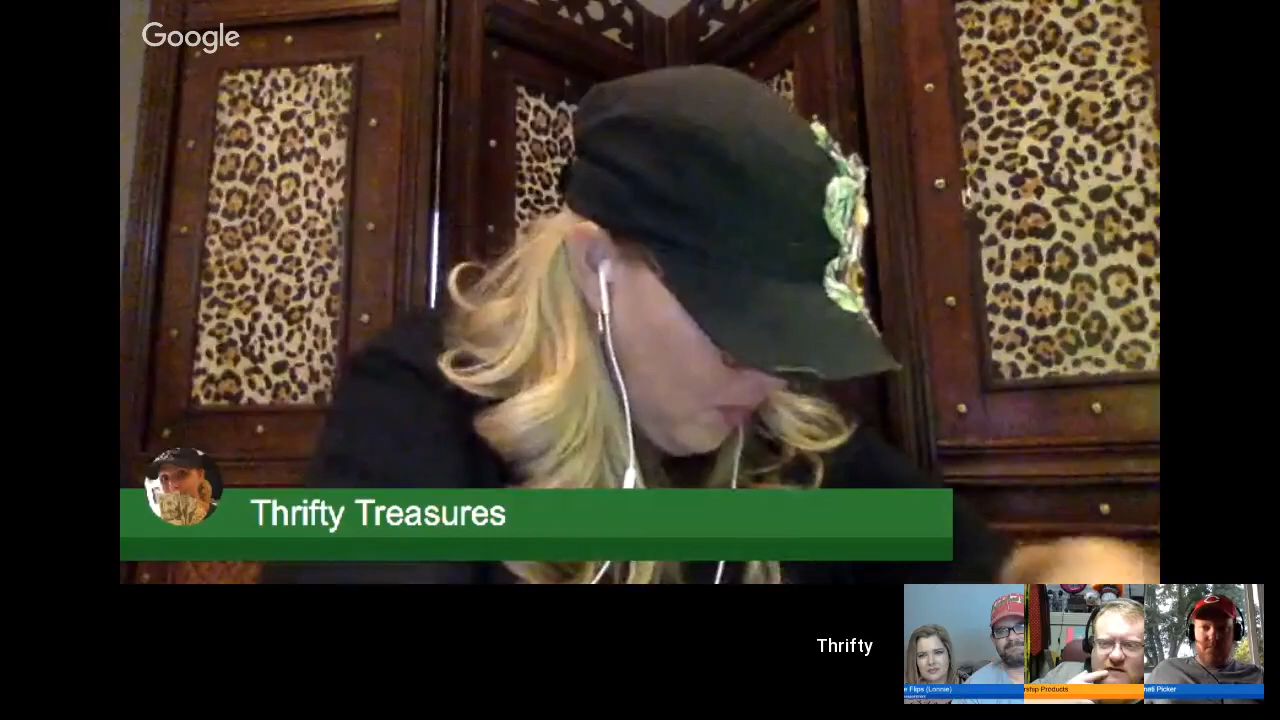 Google
Thrifty Treasures
Thrifty
Flips (Lonnie)
Products
Picker